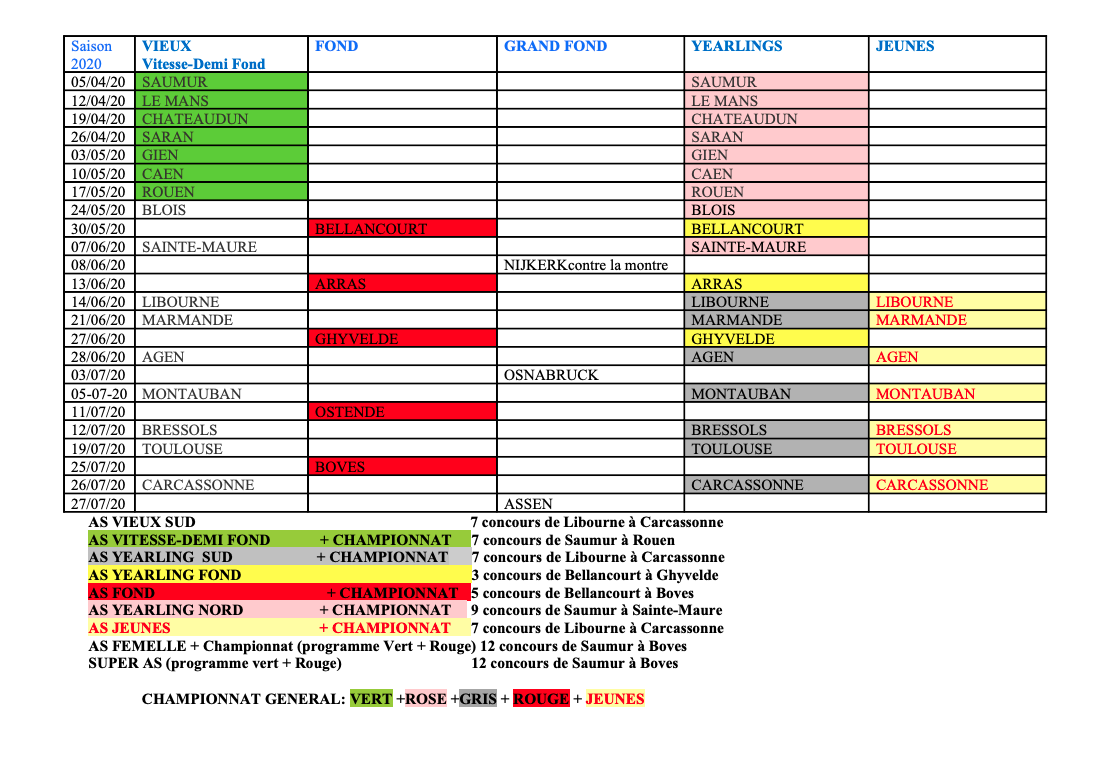 Saison VIEUX FOND GRAND FOND YEARLINGS JEUNES
2020 Vitesse-Demi Fond
05/04/20 SAUMUR SAUMUR
12/04/20 LE MANS LE MANS
19/04/20 CHATEAUDUN CHATEAUDUN
26/04/20 SARAN SARAN
03/05/20 GIEN GIEN
10/05/20 CAEN CAEN
17/05/20 ROUEN ROUEN
24/05/20 BLOIS BLOIS
30/05/20 BELLANCOURT BELLANCOURT
07/06/20 SAINTE-MAURE SAINTE-MAURE
08/06/20 NIJKERKcontre la montre
13/06/20 ARRAS ARRAS
14/06/20 LIBOURNE LIBOURNE LIBOURNE
21/06/20 MARMANDE MARMANDE MARMANDE
27/06/20 GHYVELDE GHYVELDE
28/06/20 AGEN AGEN AGEN
03/07/20 OSNABRUCK
05-07-20 MONTAUBAN MONTAUBAN MONTAUBAN
11/07/20 OSTENDE
12/07/20 BRESSOLS BRESSOLS BRESSOLS
19/07/20 TOULOUSE TOULOUSE TOULOUSE
25/07/20 BOVES
26/07/20 CARCASSONNE CARCASSONNE CARCASSONNE
27/07/20 ASSEN
AS VIEUX SUD 7 concours de Libourne à Carcassonne
AS VITESSE-DEMI FOND + CHAMPIONNAT 7 concours de Saumur à Rouen
AS YEARLING SUD + CHAMPIONNAT 7 concours de Libourne à Carcassonne
AS YEARLING FOND 3 concours de Bellancourt à Ghyvelde
AS FOND + CHAMPIONNAT 5 concours de Bellancourt à Boves
AS YEARLING NORD + CHAMPIONNAT 9 concours de Saumur à Sainte-Maure
AS JEUNES + CHAMPIONNAT 7 concours de Libourne à Carcassonne
AS FEMELLE + Championnat (programme Vert + Rouge) 12 concours de Saumur à Boves
SUPER AS (programme vert + Rouge) 12 concours de Saumur à Boves
CHAMPIONNAT GENERAL: VERT +ROSE +GRIS + ROUGE + JEUNES